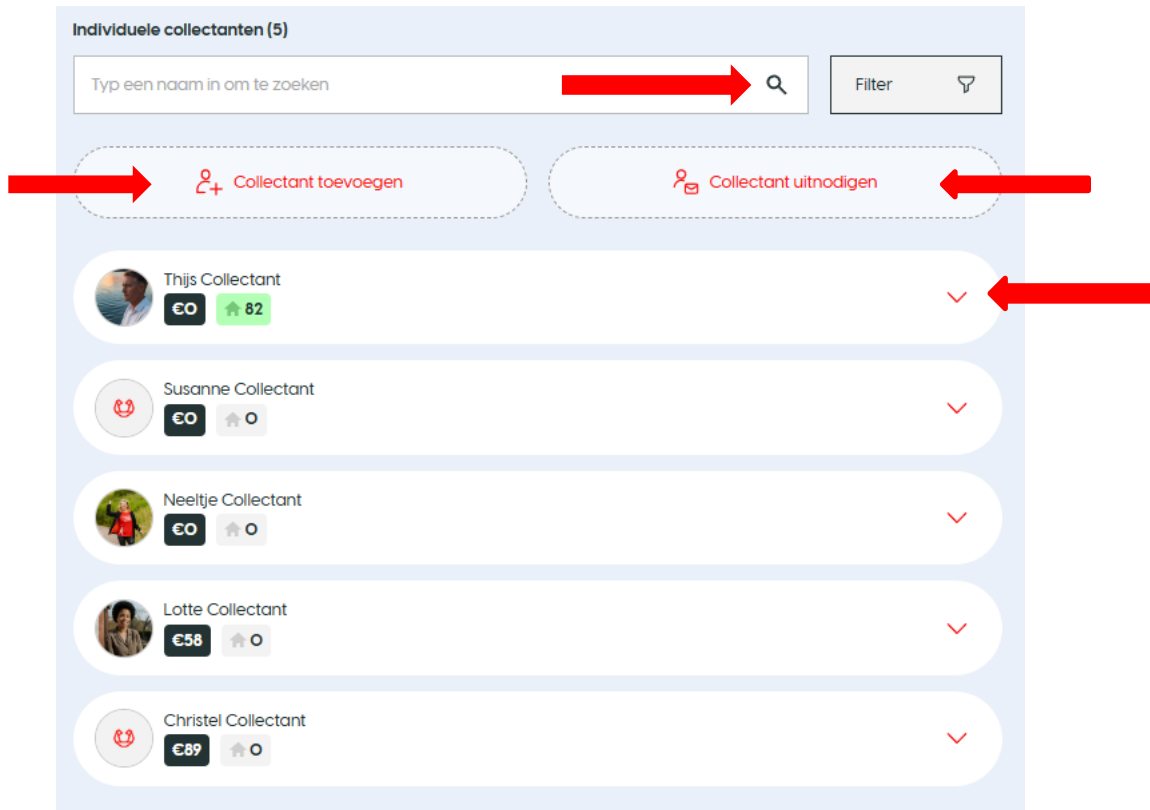 Individuele collectanten (5)
Typ een naam in om te zoeken
Filter
Collectant toevoegen
Collectant uitnodigen
Thijs Collectant
€0 82
Susanne Collectant
€0 0
Neeltje Collectant
€0 0
Lotte Collectant
€58 0
Christel Collectant
€89 0